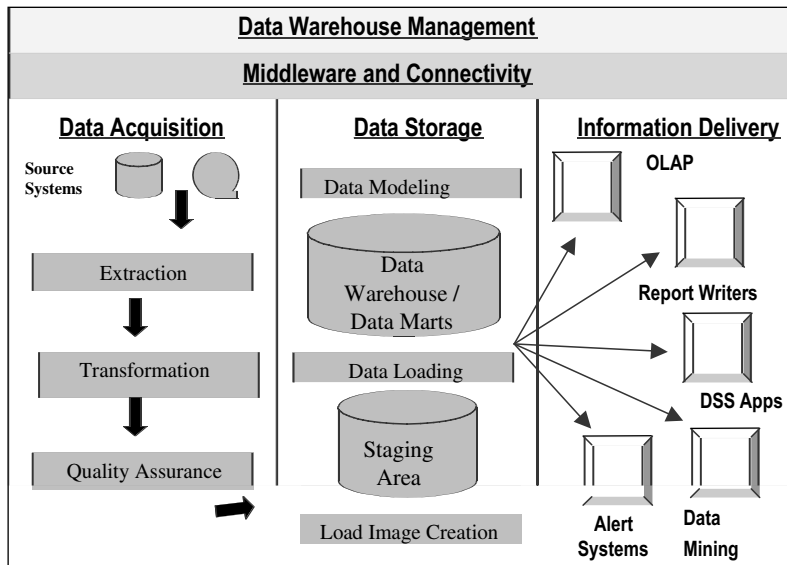 Data Warehouse Management
Middleware and Connectivity
Data Acquisition
Source
Systems
Extraction
Transformation
Quality Assurance
Data Storage
Data Modeling
Data
Warehouse /
Data Marts
Data Loading
Staging
Area
Load Image Creation
Information Delivery
OLAP
Report Writers
DSS Apps
Alert
Systems
Data
Mining